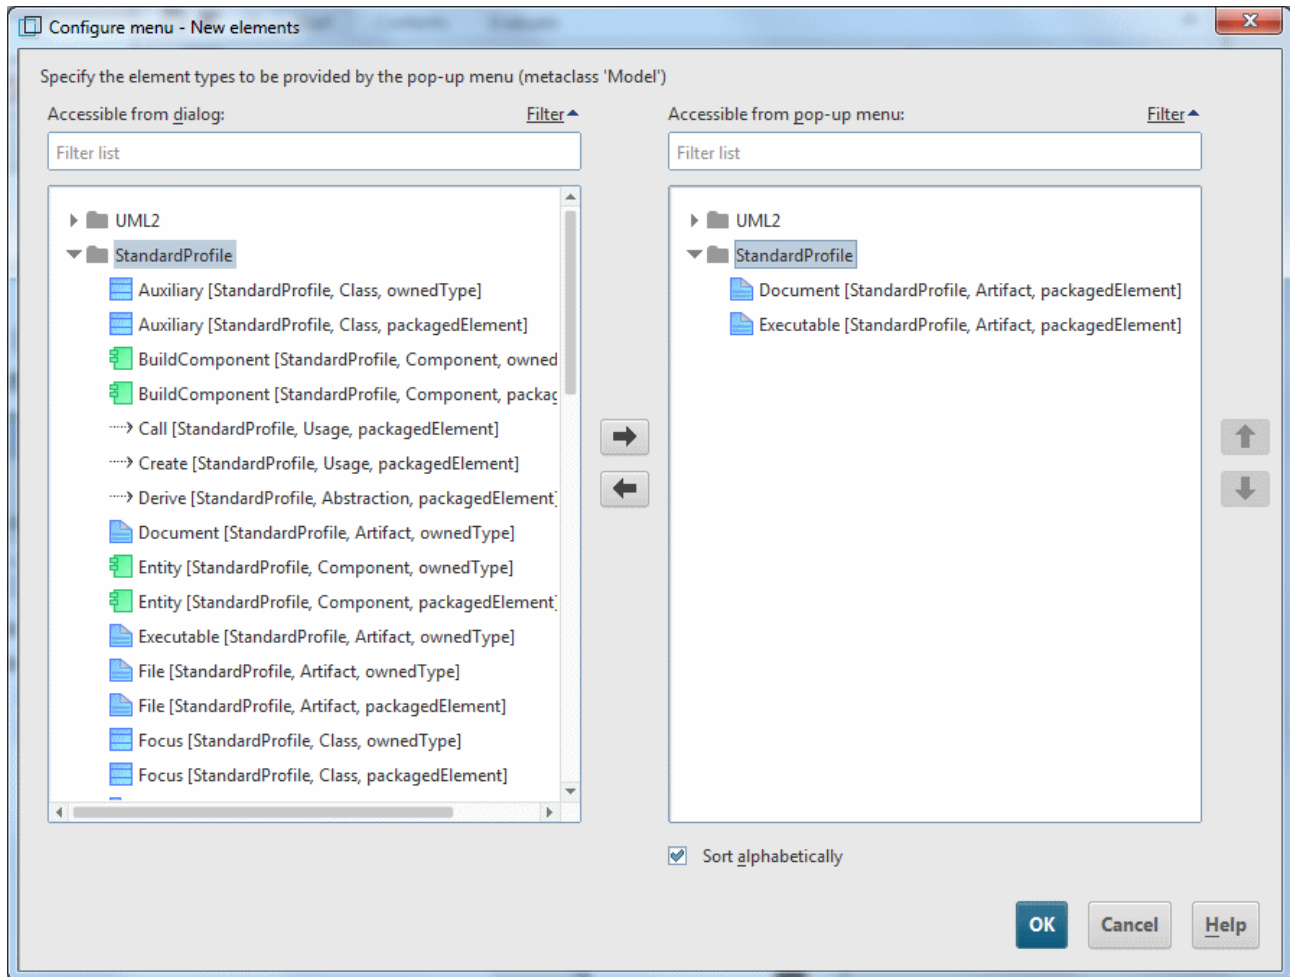 Configure menu - New elements
Specify the element types to be provided by the pop-up menu (metaclass 'Model')
Accessible from dialog:
Filter
Filter list
UML2
StandardProfile
Auxiliary [StandardProfile, Class, ownedType]
Auxiliary [StandardProfile, Class, packagedElement]
BuildComponent [StandardProfile, Component, owned
BuildComponent [StandardProfile, Component, packag
Call [StandardProfile, Usage, packagedElement]
Create [StandardProfile, Usage, packagedElement]
Derive [StandardProfile, Abstraction, packagedElement]
Document [StandardProfile, Artifact, ownedType]
Entity [StandardProfile, Component, ownedType]
Entity [StandardProfile, Component, packagedElement]
Executable [StandardProfile, Artifact, ownedType]
File [StandardProfile, Artifact, ownedType]
File [StandardProfile, Artifact, packagedElement]
Focus [StandardProfile, Class, ownedType]
Focus [StandardProfile, Class, packagedElement]
Accessible from pop-up menu:
Filter
Filter list
UML2
StandardProfile
Document [StandardProfile, Artifact, packagedElement]
Executable [StandardProfile, Artifact, packagedElement]
Sort alphabetically
OK
Cancel
Help